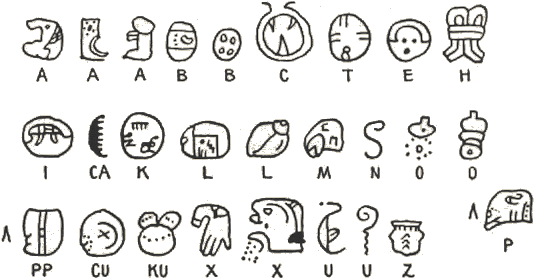 A A A B B C T E H
I CA K L L M N O O
PP CU KU X X U U Z P